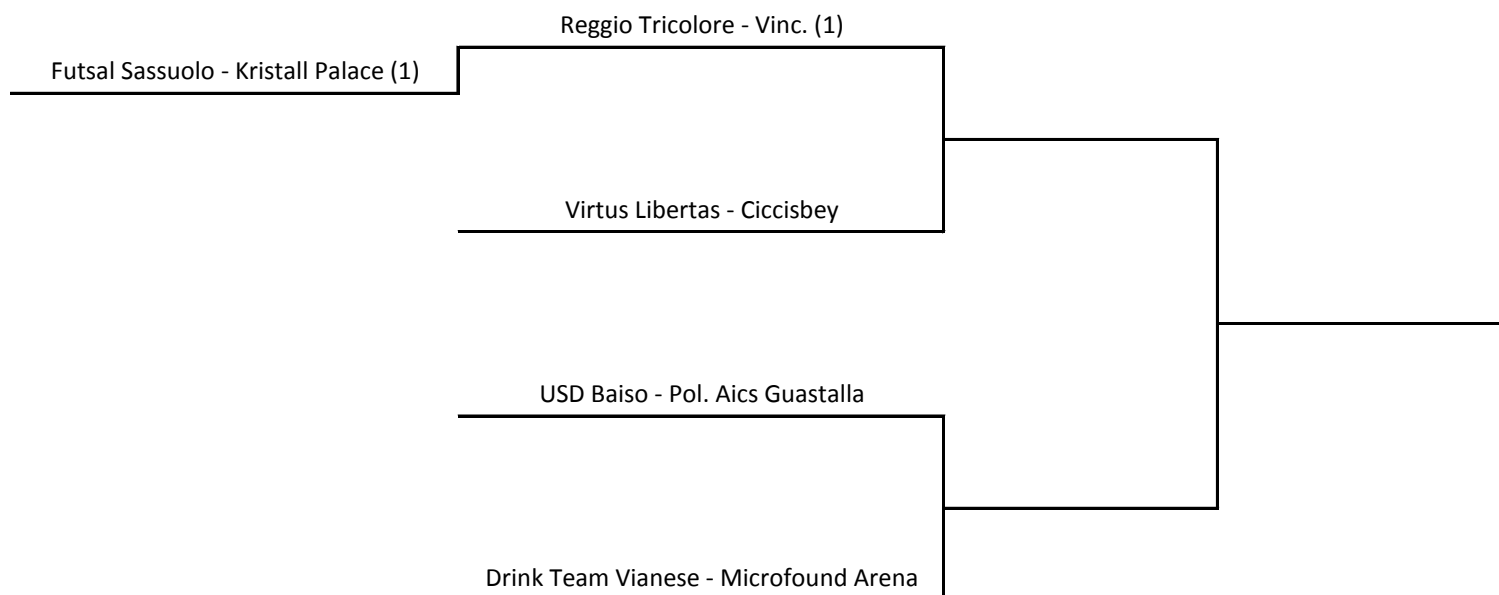 Reggio Tricolore - Vinc. (1)
Futsal Sassuolo - Kristall Palace (1)
Virtus Libertas - Ciccisbey
USD Baiso - Pol. Aics Guastalla
Drink Team Vianese - Microfound Arena